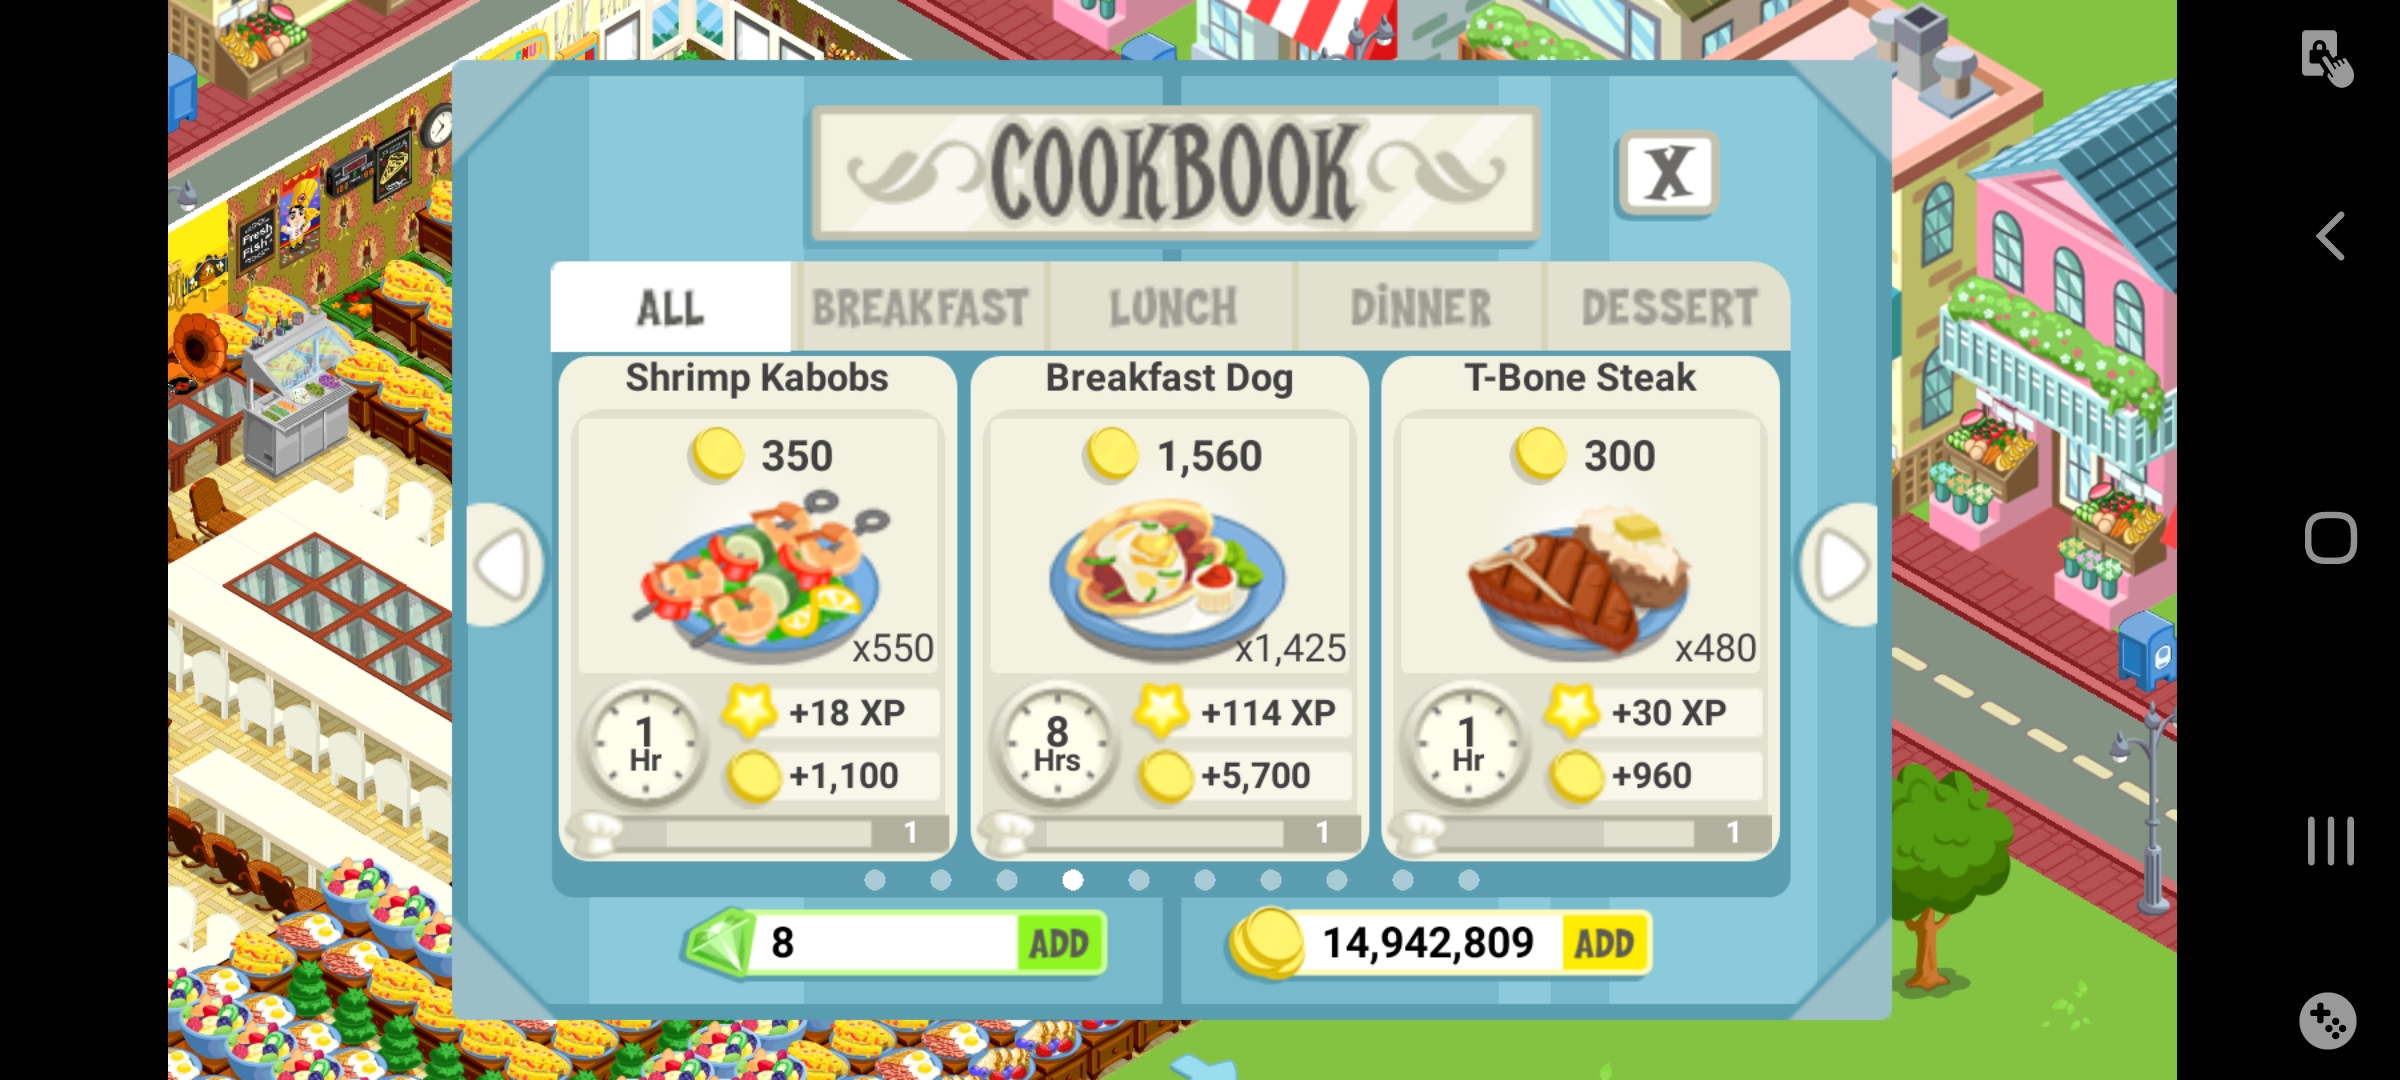 Fresh
Fish
COOKBOOK
X
ALL
BREAKFAST
LUNCH
DINNER
DESSERT
Shrimp Kabobs
350
x550
1
Hr
+18 XP
+1,100
1
Breakfast Dog
1,560
x1,425
8
Hrs
+114 XP
+5,700
1
T-Bone Steak
300
x480
1
Hr
+30 XP
+960
1
8
ADD
14,942,809
ADD